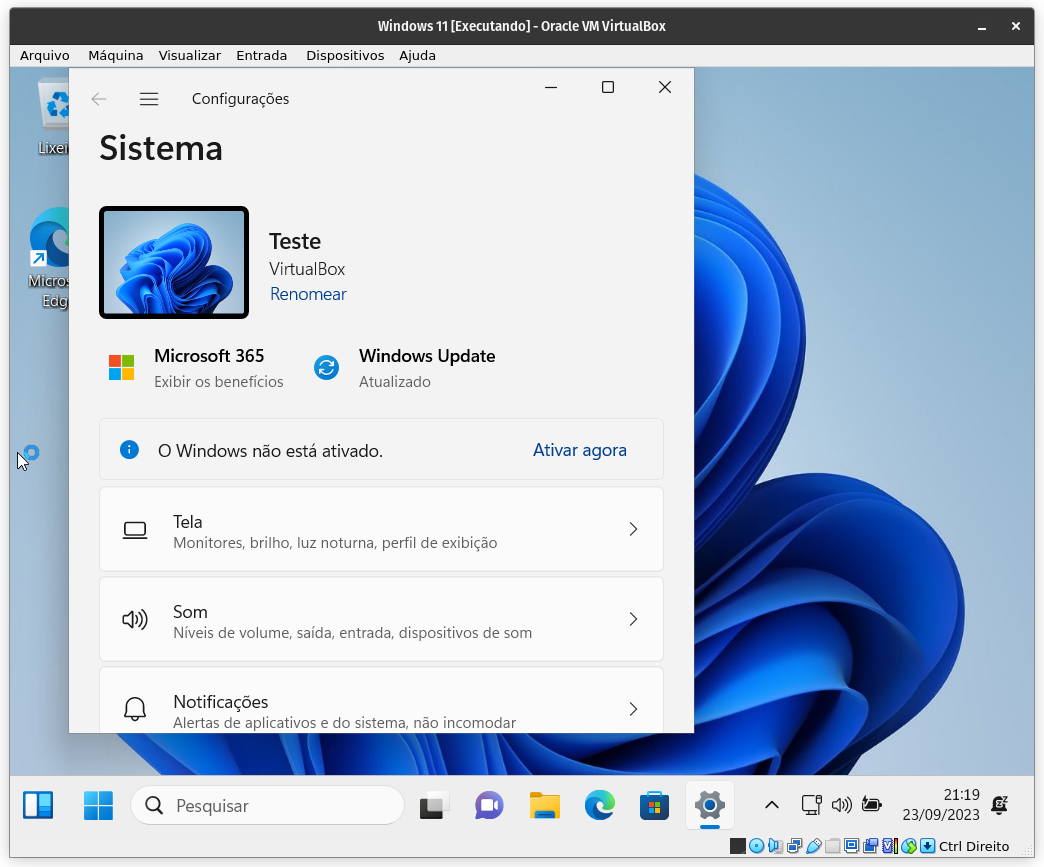 Windows 11 [Executando] - Oracle VM VirtualBox
Arquivo Máquina Visualizar Entrada Dispositivos Ajuda
Configurações
Sistema
Lixei
Micros
Edg
Teste
VirtualBox
Renomear
Microsoft 365
Exibir os benefícios
Windows Update
Atualizado
O Windows não está ativado.
Ativar agora
Tela
Monitores, brilho, luz noturna, perfil de exibição
Som
Níveis de volume, saída, entrada, dispositivos de som
Notificações
Alertas de aplicativos e do sistema, não incomodar
Pesquisar
21:19
23/09/2023
Ctrl Direito